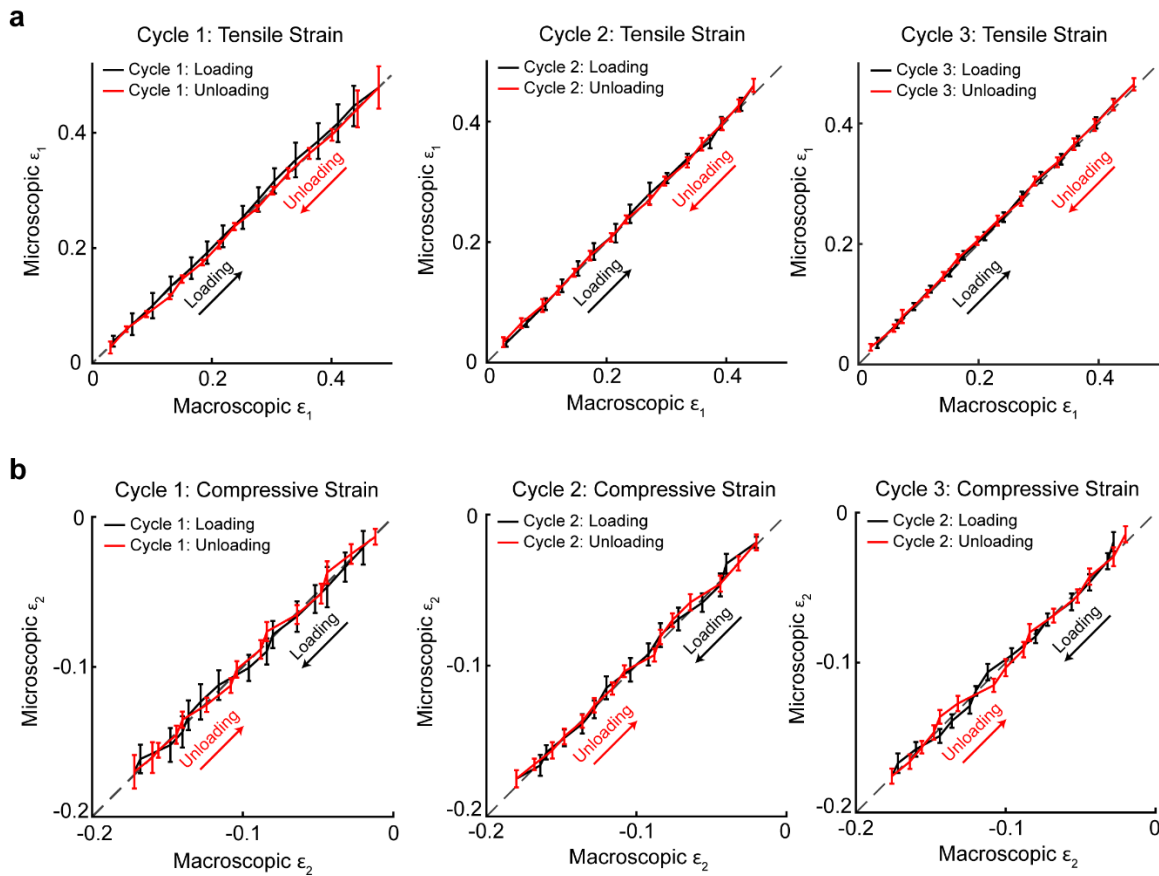 a
Cycle 1: Tensile Strain
Cycle 1: Loading
Cycle 1: Unloading
0.4
0.2
0
0
0.2
0.4
Microscopic ε1
Macroscopic ε1
Loading
Unloading
Cycle 2: Tensile Strain
Cycle 2: Loading
Cycle 2: Unloading
0.4
0.2
0
0
0.2
0.4
Microscopic ε1
Macroscopic ε1
Loading
Unloading
Cycle 3: Tensile Strain
Cycle 3: Loading
Cycle 3: Unloading
0.4
0.2
0
0
0.2
0.4
Microscopic ε1
Macroscopic ε1
Loading
Unloading
b
Cycle 1: Compressive Strain
Cycle 1: Loading
Cycle 1: Unloading
0
-0.1
-0.2
-0.2
-0.1
0
Microscopic ε2
Macroscopic ε2
Loading
Unloading
Cycle 2: Compressive Strain
Cycle 2: Loading
Cycle 2: Unloading
0
-0.1
-0.2
-0.2
-0.1
0
Microscopic ε2
Macroscopic ε2
Loading
Unloading
Cycle 3: Compressive Strain
Cycle 2: Loading
Cycle 2: Unloading
0
-0.1
-0.2
-0.2
-0.1
0
Microscopic ε2
Macroscopic ε2
Loading
Unloading